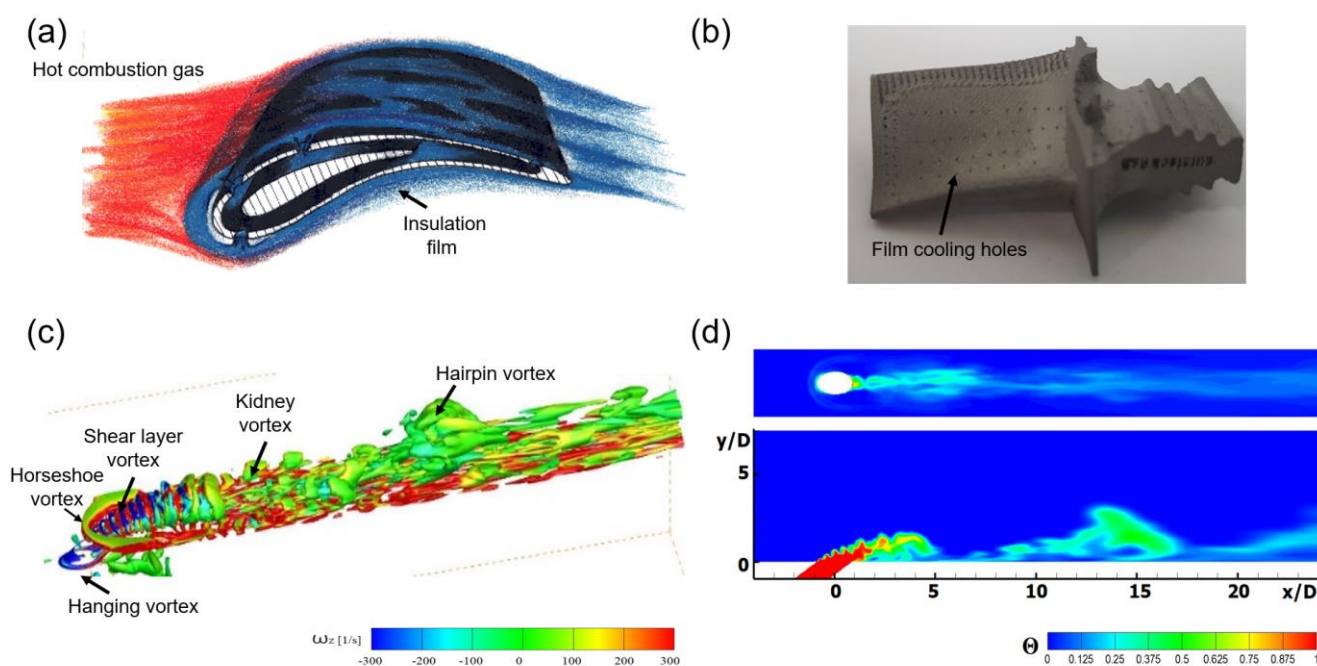 (a)
Hot combustion gas
Insulation
film
(b)
Film cooling holes
(c)
Hairpin vortex
Kidney
vortex
Shear layer
vortex
Horseshoe
vortex
Hanging vortex
ωz [1/s]
-300 -200 -100 0 100 200 300
(d)
y/D
5
0
0 5 10 15 20 x/D
Θ
0 0.125 0.25 0.5 0.625 0.75 0.875 1